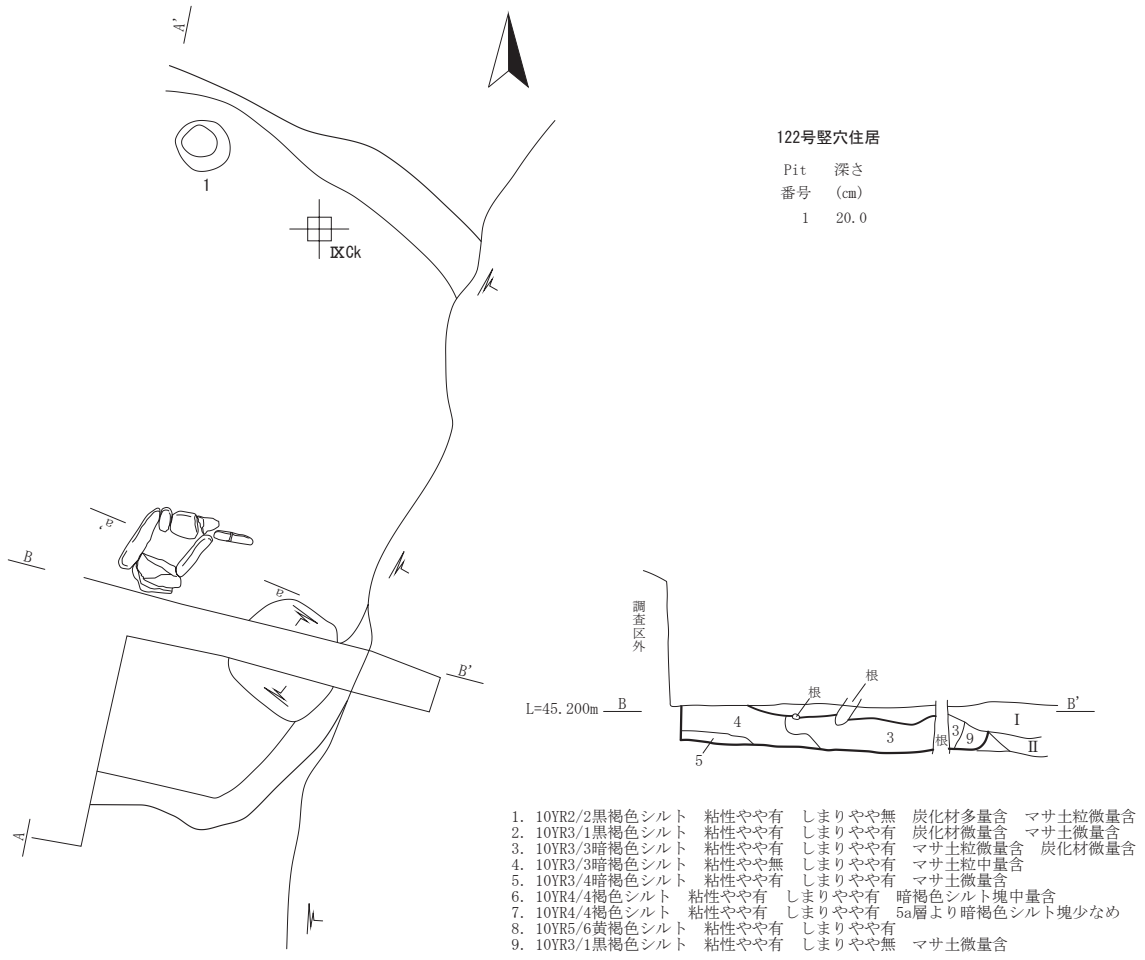 A'
122号竪穴住居
Pit 深さ
番号 (㎝)
1 20.0
1
ⅨCk
a'
B
a
B'
調査区外
根
根
L=45.200m B
B'
4
3
根
3
9
Ⅰ
Ⅱ
5
A
1. 10YR2/2黒褐色シルト 粘性やや有 しまりやや無 炭化材多量含 マサ土粒微量含
2. 10YR3/1黒褐色シルト 粘性やや有 しまりやや有 炭化材微量含 マサ土微量含
3. 10YR3/3暗褐色シルト 粘性やや有 しまりやや有 マサ土粒微量含 炭化材微量含
4. 10YR3/3暗褐色シルト 粘性やや無 しまりやや有 マサ土粒中量含
5. 10YR3/4暗褐色シルト 粘性やや有 しまりやや有 マサ土微量含
6. 10YR4/4褐色シルト 粘性やや有 しまりやや有 暗褐色シルト塊中量含
7. 10YR4/4褐色シルト 粘性やや有 しまりやや有 5a層より暗褐色シルト塊少なめ
8. 10YR5/6黄褐色シルト 粘性やや有 しまりやや有
9. 10YR3/1黒褐色シルト 粘性やや有 しまりやや無 マサ土微量含